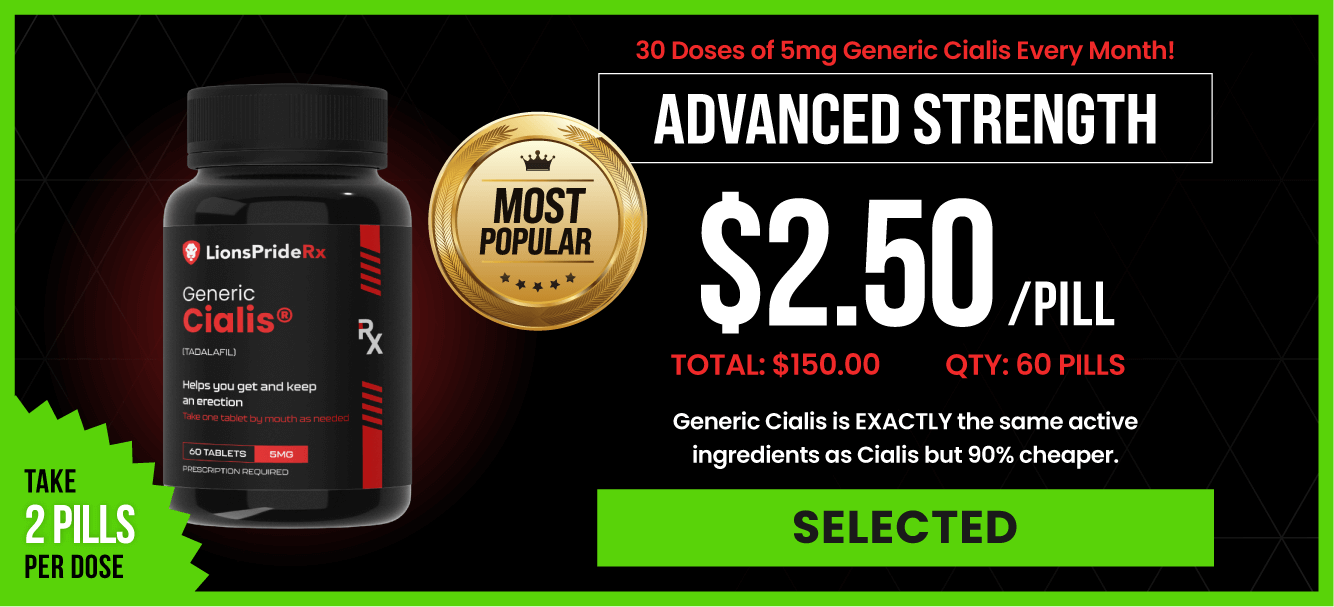 30 Doses of 5mg Generic Cialis Every Month!
ADVANCED STRENGTH
MOST
POPULAR
$2.50 /PILL
TOTAL: $150.00 QTY: 60 PILLS
Generic Cialis is EXACTLY the same active
ingredients as Cialis but 90% cheaper.
SELECTED
LionsPrideRx
Generic
Cialis®
(TADALAFIL)
Rx
Helps you get and keep
an erection
Take one tablet by mouth as needed
60 TABLETS 5MG
PRESCRIPTION REQUIRED
TAKE
2 PILLS
PER DOSE